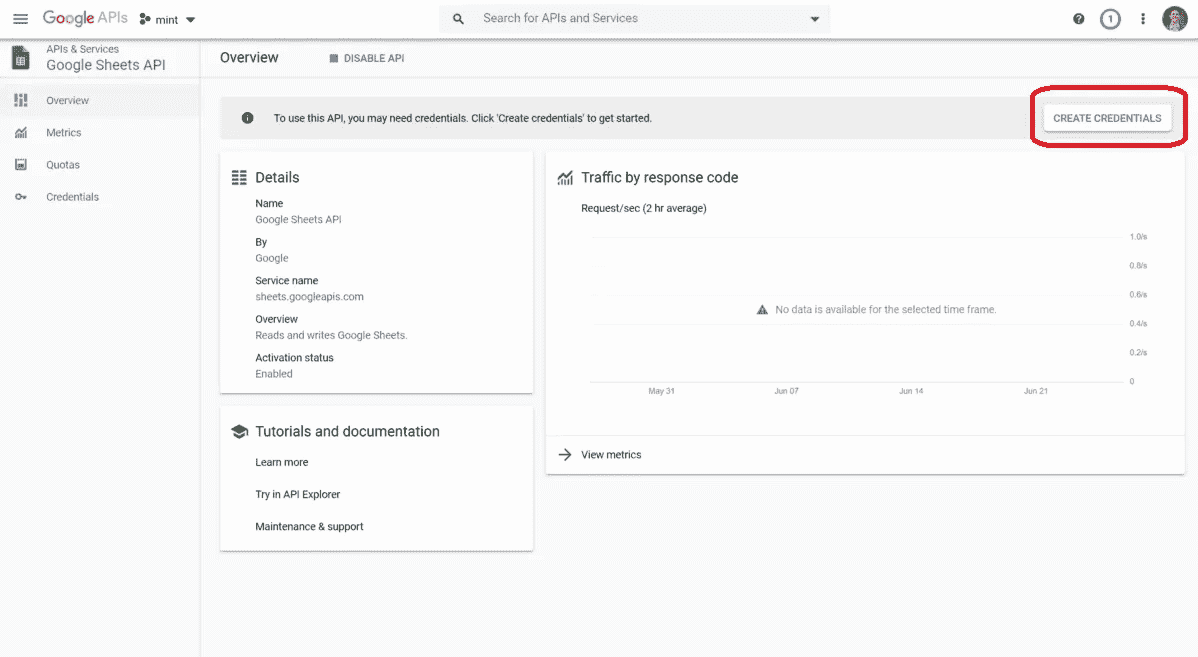 Google APIs mint Search for APIs and Services 1
APIs & Services
Google Sheets API
Overview DISABLE API
Overview
Metrics
Quotas
Credentials
To use this API, you may need credentials. Click 'Create credentials' to get started. CREATE CREDENTIALS
Details
Name
Google Sheets API
By
Google
Service name
sheets.googleapis.com
Overview
Reads and writes Google Sheets.
Activation status
Enabled
Tutorials and documentation
Learn more
Try in API Explorer
Maintenance & support
Traffic by response code
Request/sec (2 hr average)
1.0/s
0.8/s
0.6/s
No data is available for the selected time frame.
0.4/s
0.2/s
0
May 31 Jun 07 Jun 14 Jun 21
View metrics